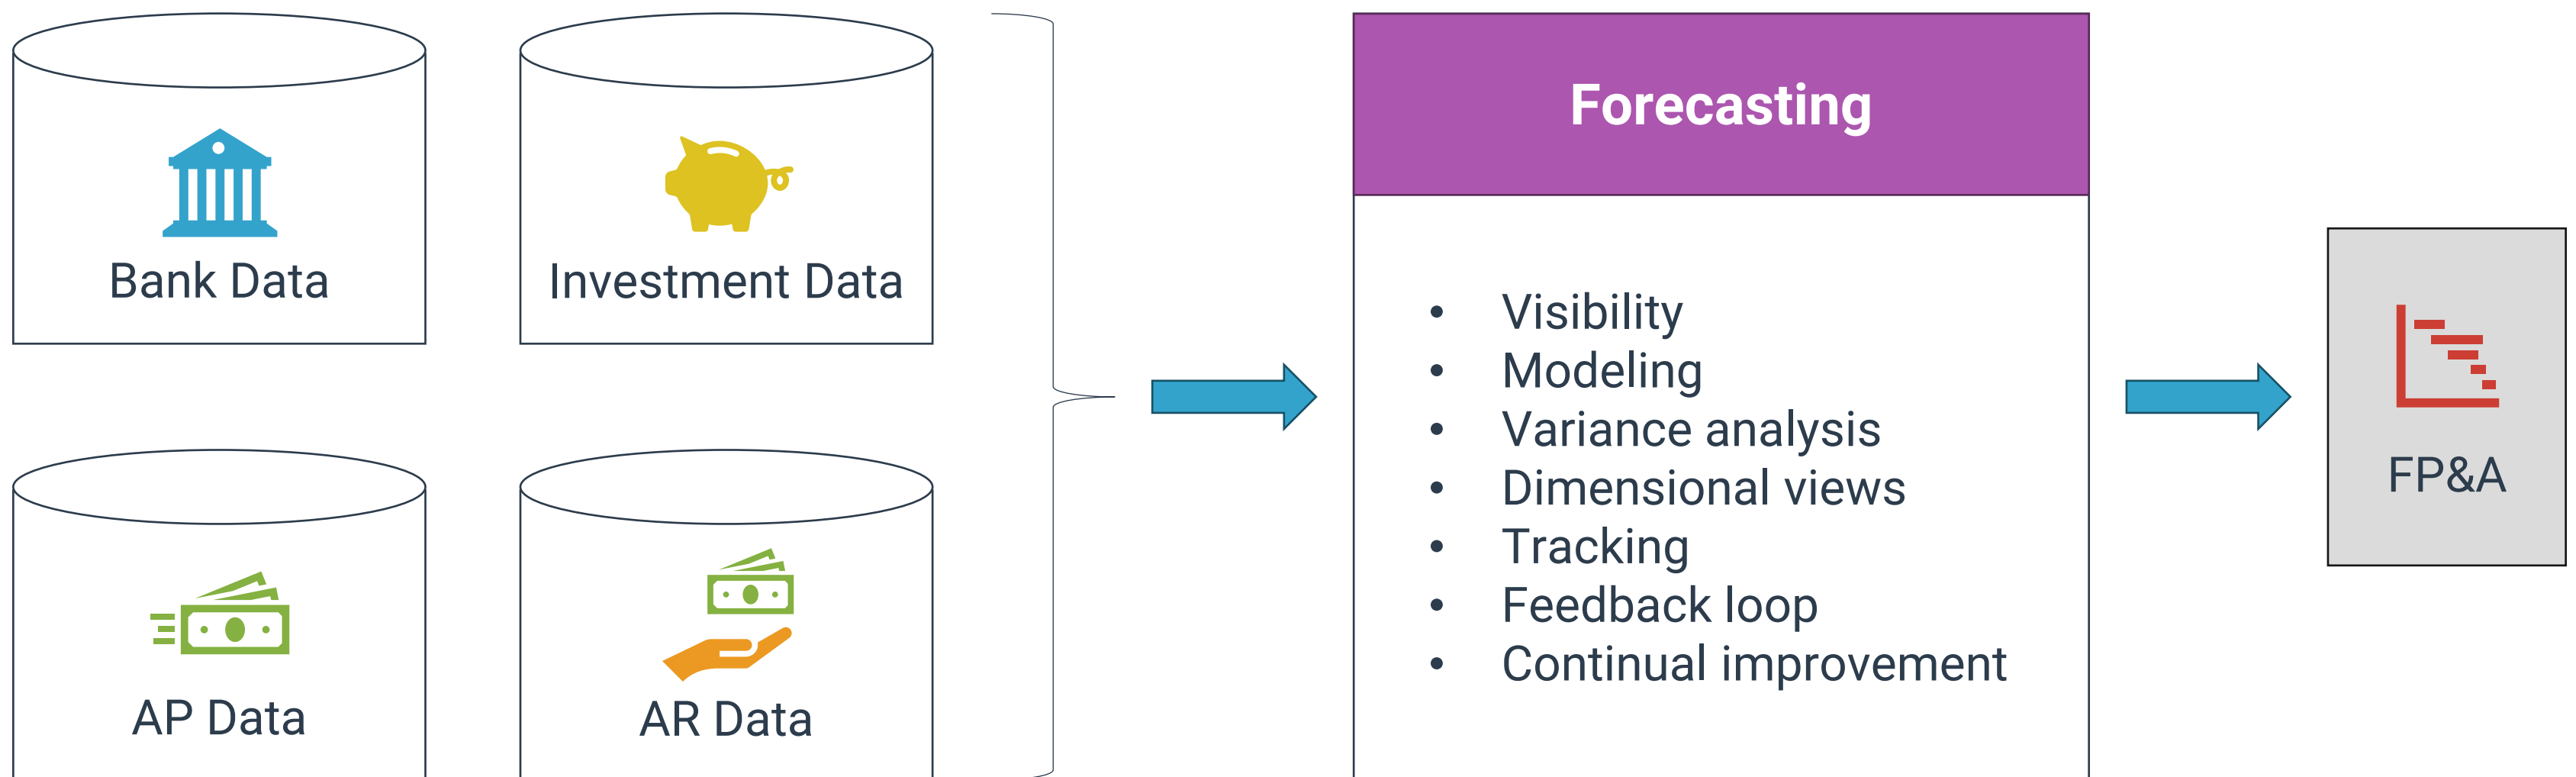 Bank Data
Investment Data
AP Data
AR Data
Forecasting
• Visibility
• Modeling
• Variance analysis
• Dimensional views
• Tracking
• Feedback loop
• Continual improvement
FP&A